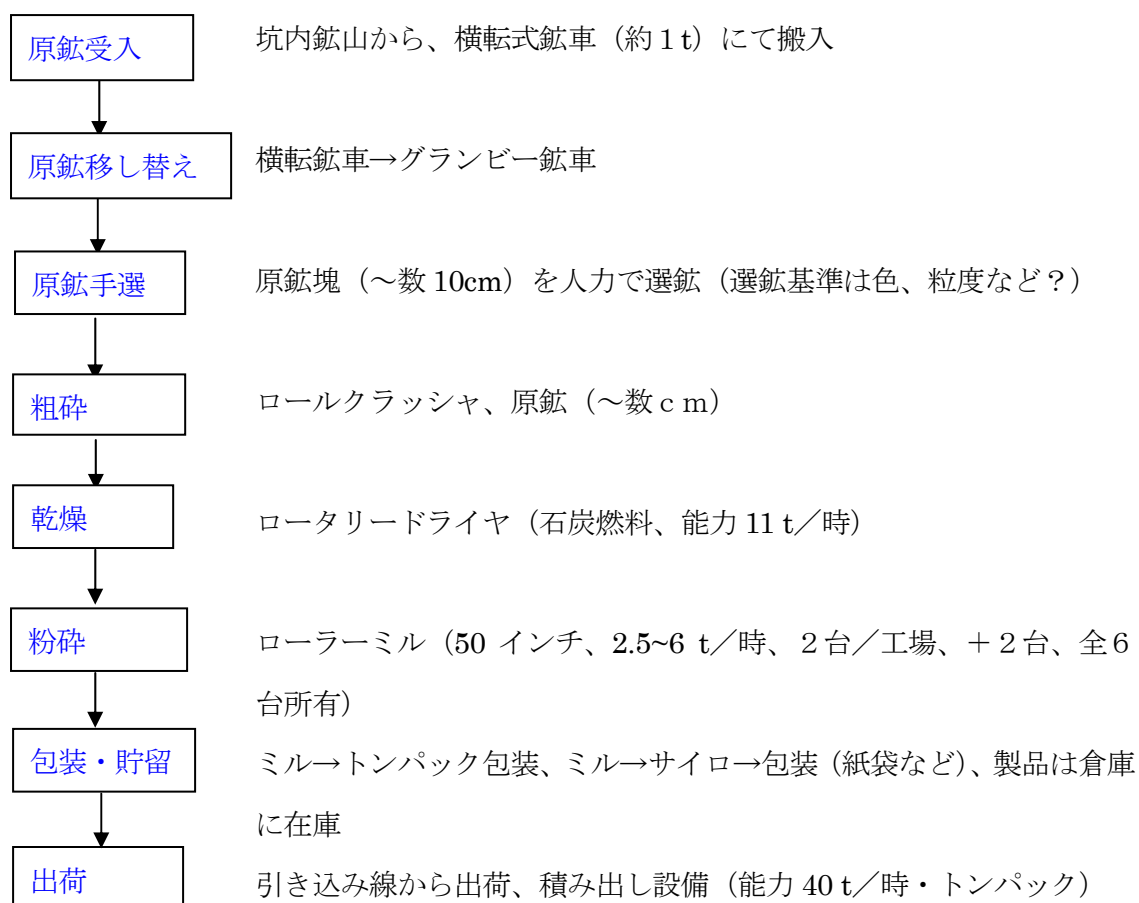 原鉱受入
坑内鉱山から、横転式鉱車（約１t）にて搬入
原鉱移し替え
横転鉱車→グランビー鉱車
原鉱手選
原鉱塊（～数 10cm）を人力で選鉱（選鉱基準は色、粒度など？）
粗砕
ロールクラッシャ、原鉱（～数ｃｍ）
乾燥
ロータリードライヤ（石炭燃料、能力 11 t／時）
粉砕
ローラーミル（50 インチ、2.5~6 t／時、２台／工場、＋２台、全６
台所有）
包装・貯留
ミル→トンパック包装、ミル→サイロ→包装（紙袋など）、製品は倉庫
に在庫
出荷
引き込み線から出荷、積み出し設備（能力 40 t／時・トンパック）